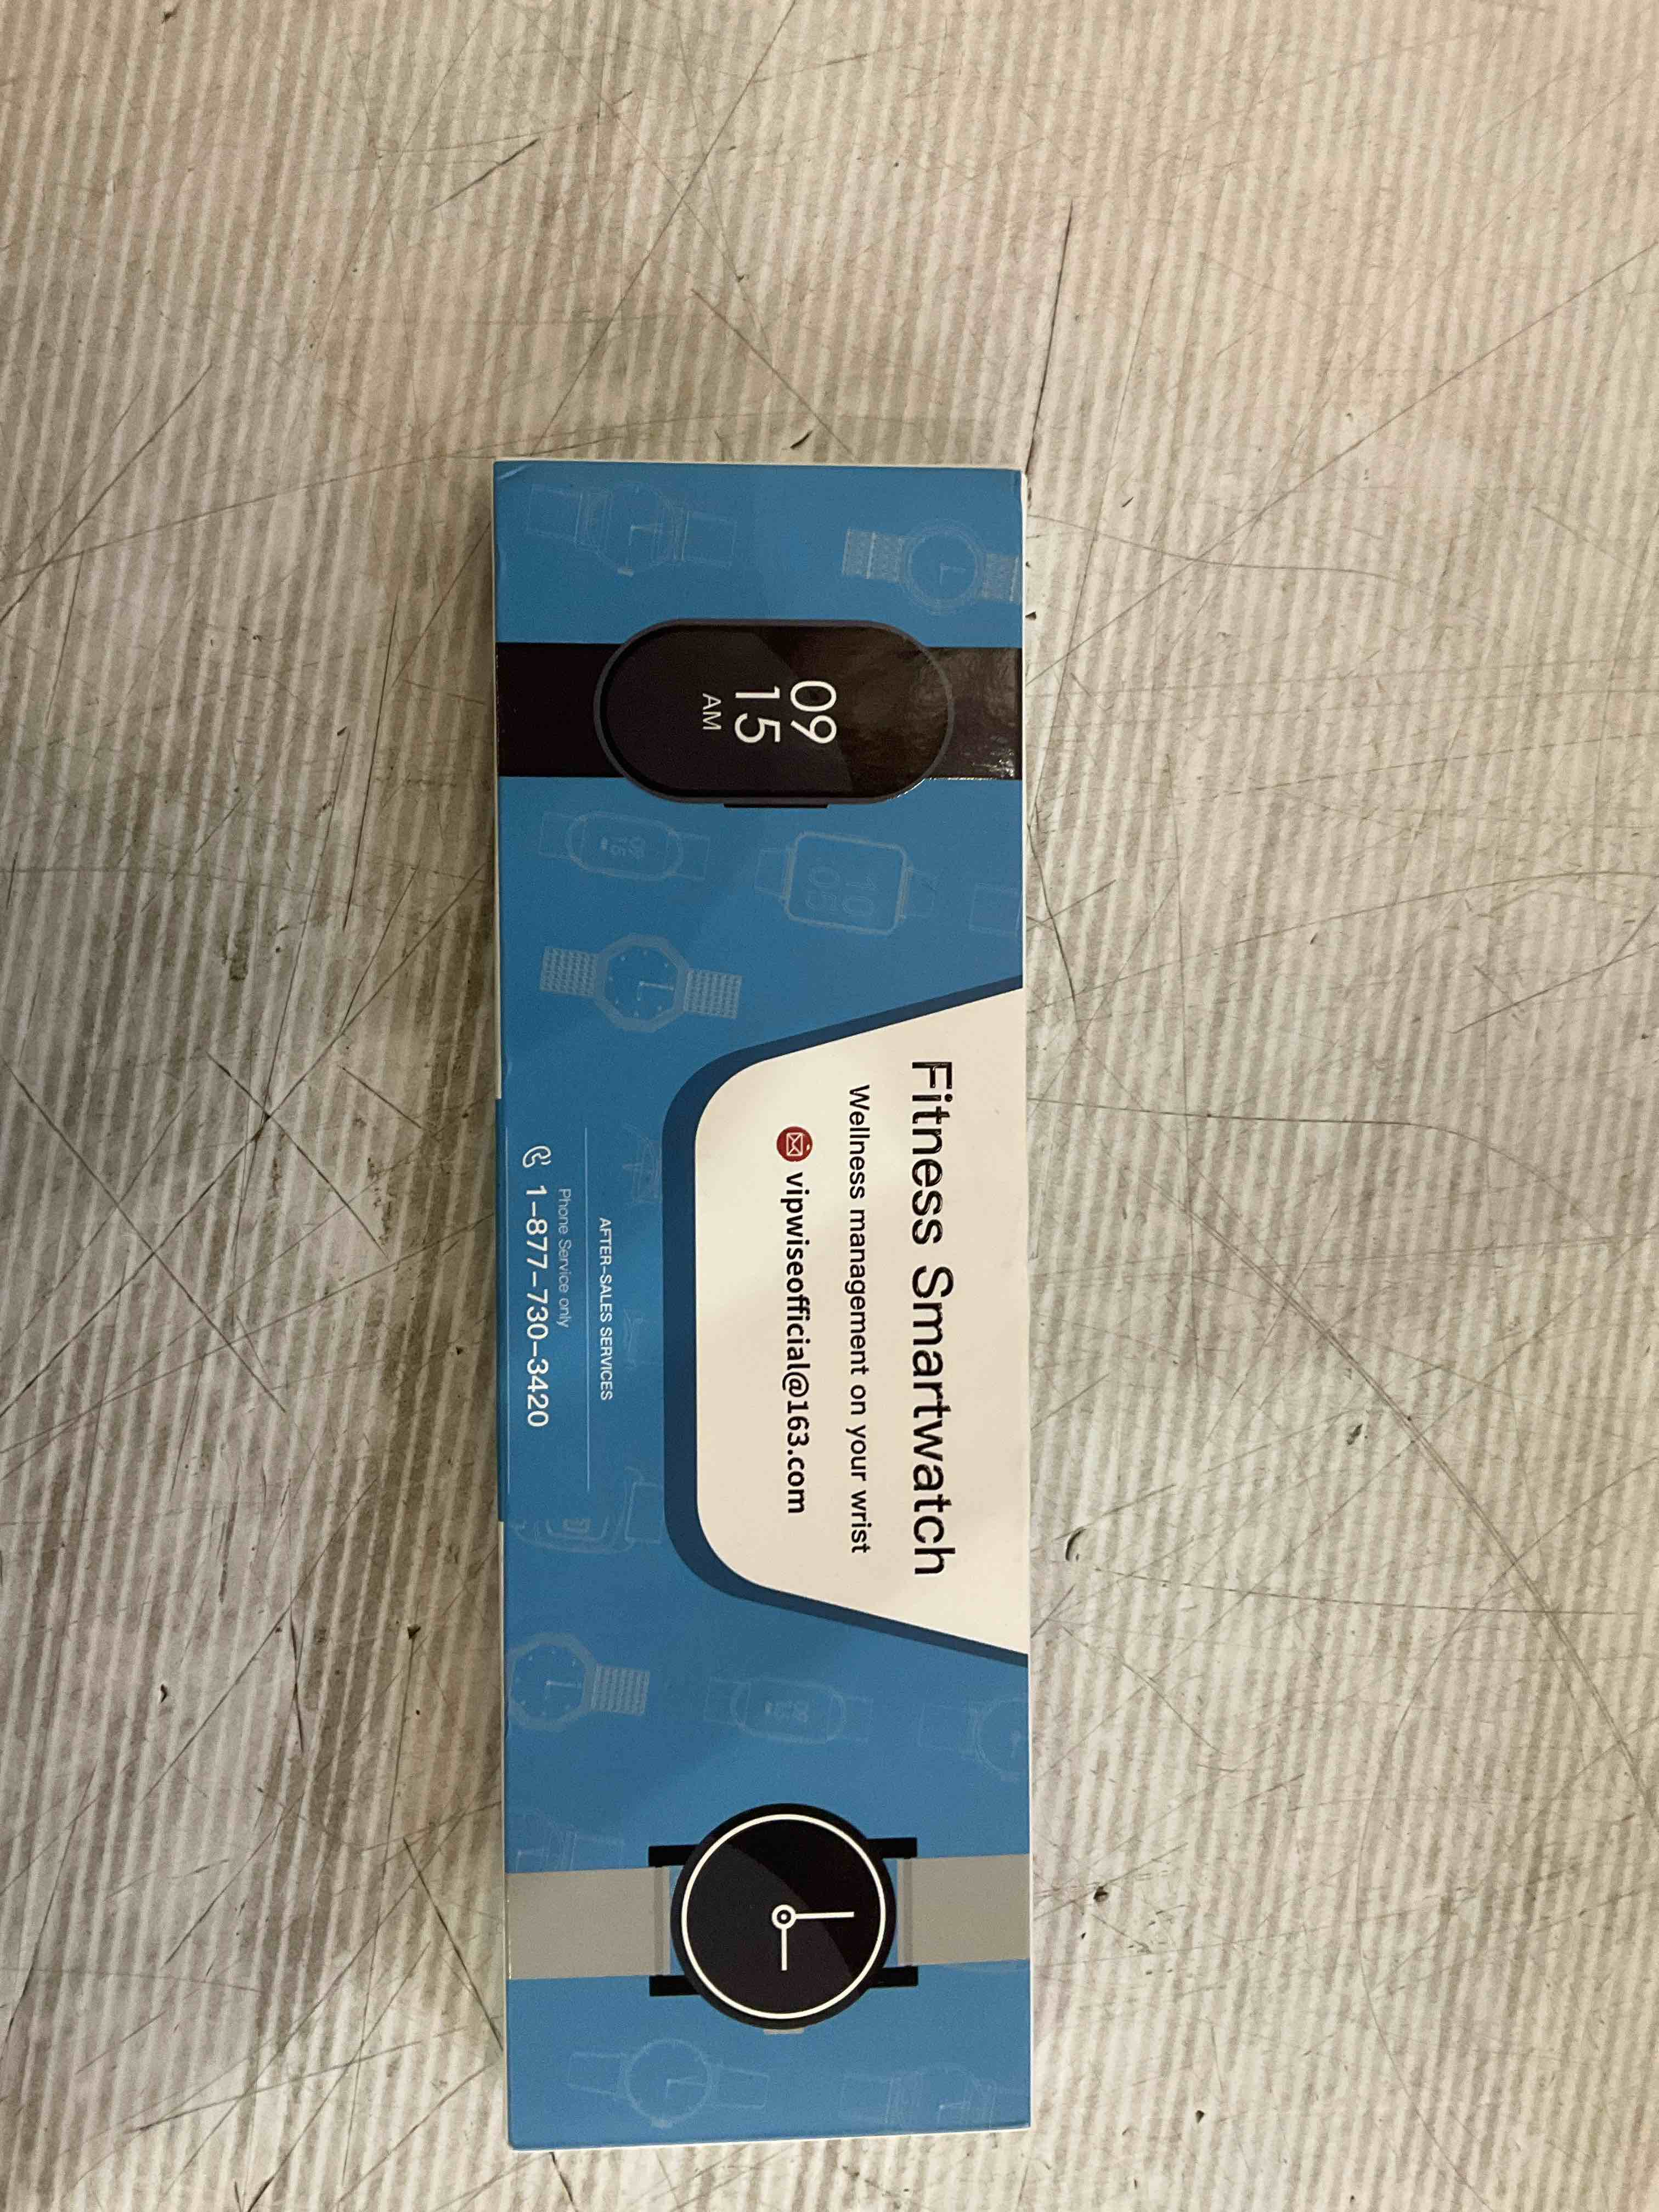 09
15
AM
Fitness Smartwatch
Wellness management on your wrist
vipwiseofficial@163.com
AFTER-SALES SERVICES
Phone Service only
1-877-730-3420